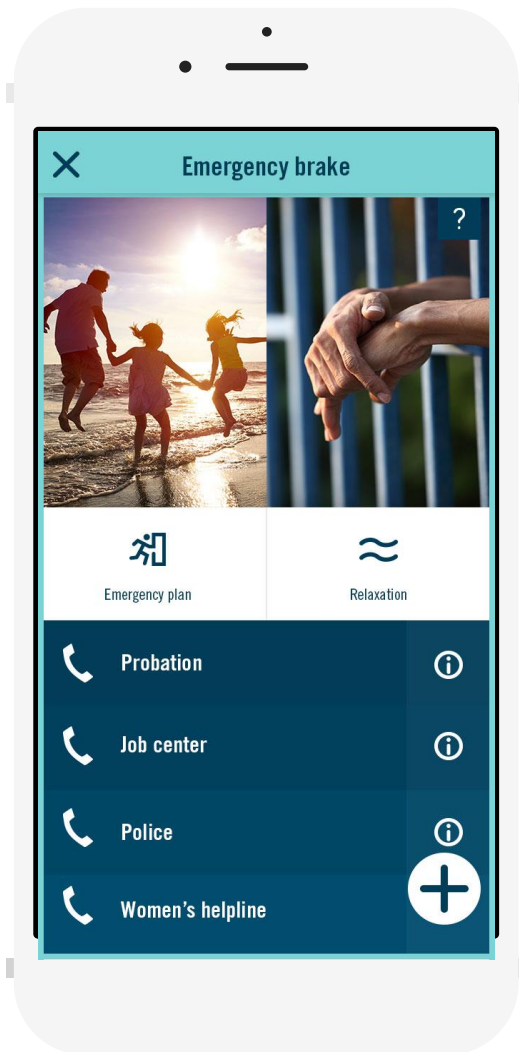 Emergency brake
?
Emergency plan
Relaxation
Probation
Job center
Police
Women's helpline